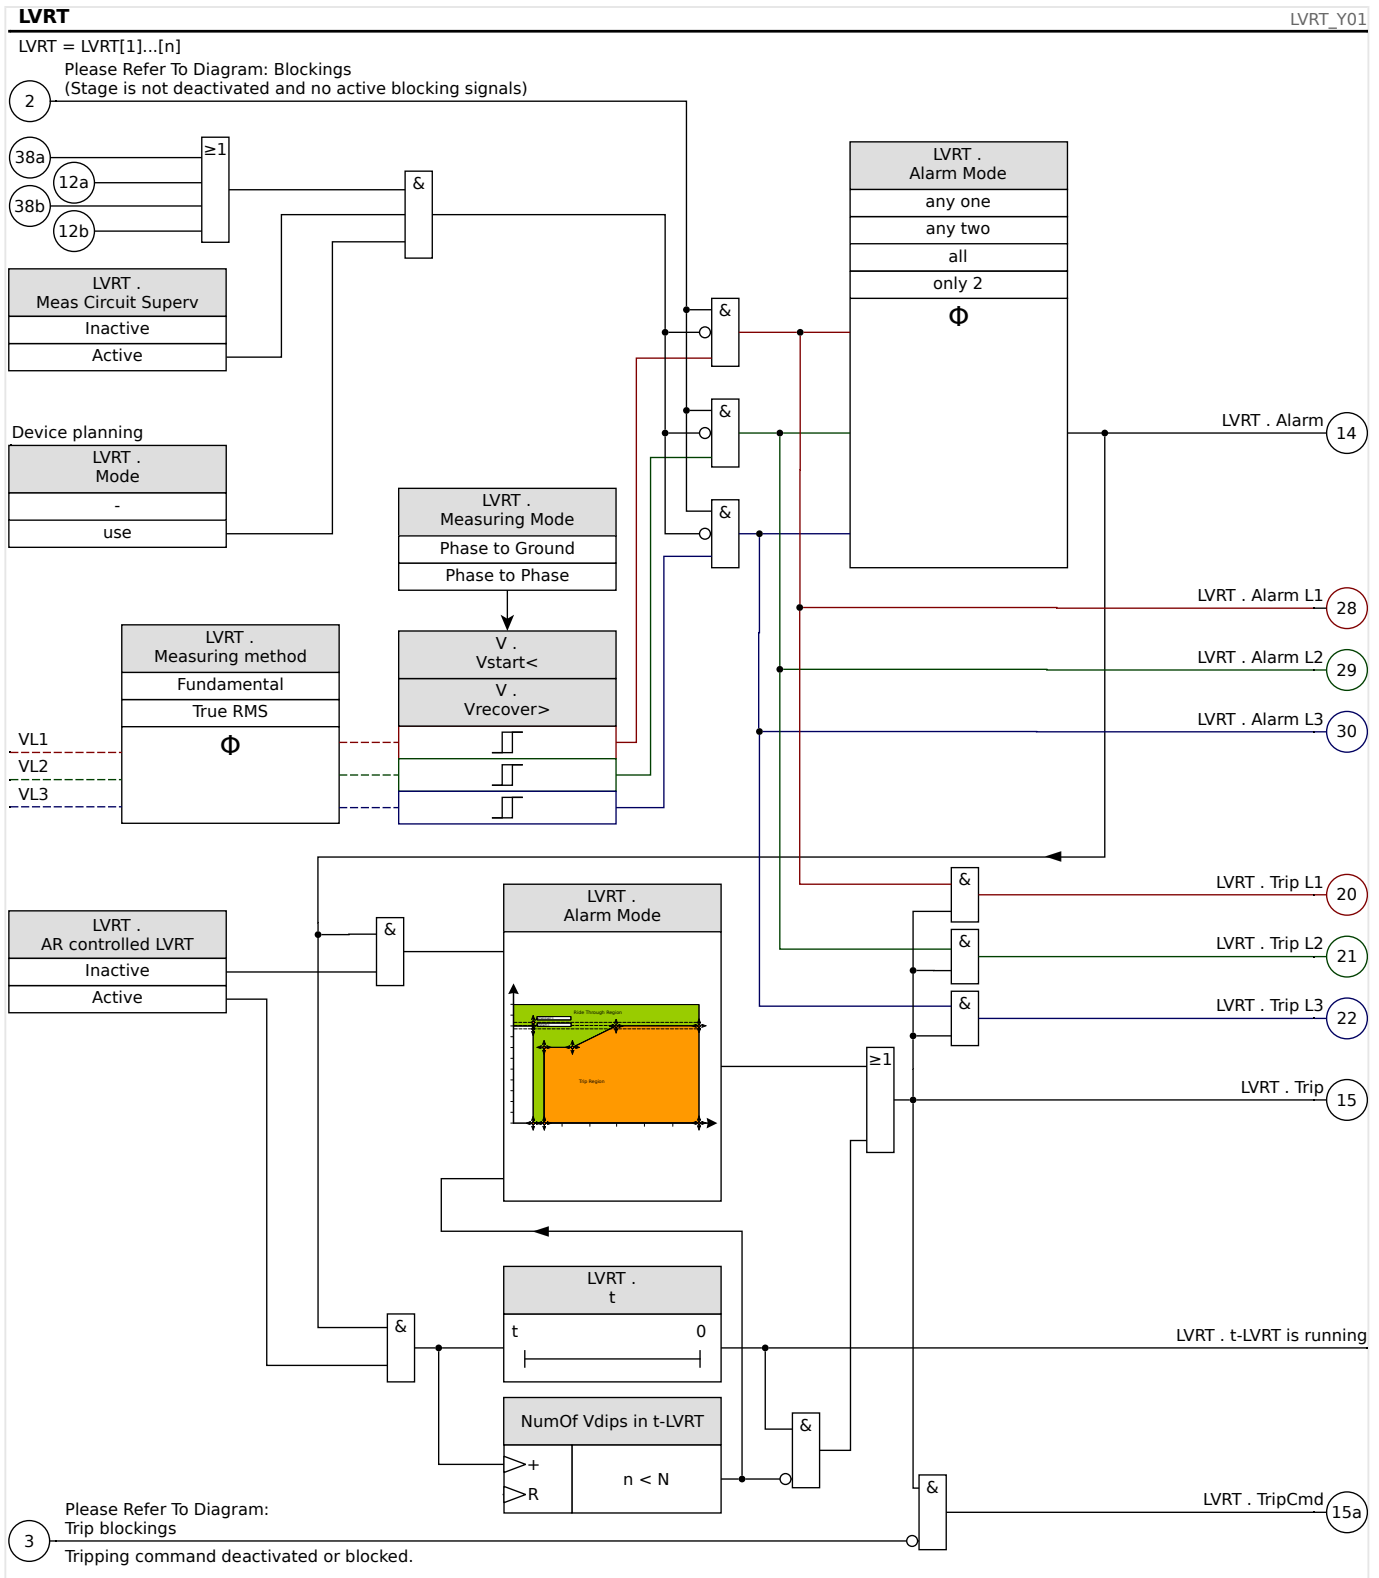 LVRT
LVRT_Y01
LVRT = LVRT[1]...[n]
Please Refer To Diagram: Blockings
(Stage is not deactivated and no active blocking signals)
2
38a
12a
38b
12b
≥1
&
LVRT .
Meas Circuit Superv
Inactive
Active
Device planning
LVRT .
Mode
-
use
LVRT .
Measuring Mode
Phase to Ground
Phase to Phase
&
&
&
LVRT .
Alarm Mode
any one
any two
all
only 2
Φ
LVRT . Alarm
14
LVRT . Alarm L1
28
LVRT . Alarm L2
29
LVRT . Alarm L3
30
LVRT .
Measuring method
Fundamental
True RMS
Φ
VL1
VL2
VL3
V .
Vstart<
V .
Vrecover>
LVRT .
AR controlled LVRT
Inactive
Active
&
LVRT .
Alarm Mode
Ride Through Region
Trip Region
&
LVRT . Trip L1
20
&
LVRT . Trip L2
21
&
LVRT . Trip L3
22
≥1
LVRT . Trip
15
&
LVRT .
t
t
0
LVRT . t-LVRT is running
NumOf Vdips in t-LVRT
+
R
n < N
&
&
LVRT . TripCmd
15a
Please Refer To Diagram:
Trip blockings
3
Tripping command deactivated or blocked.